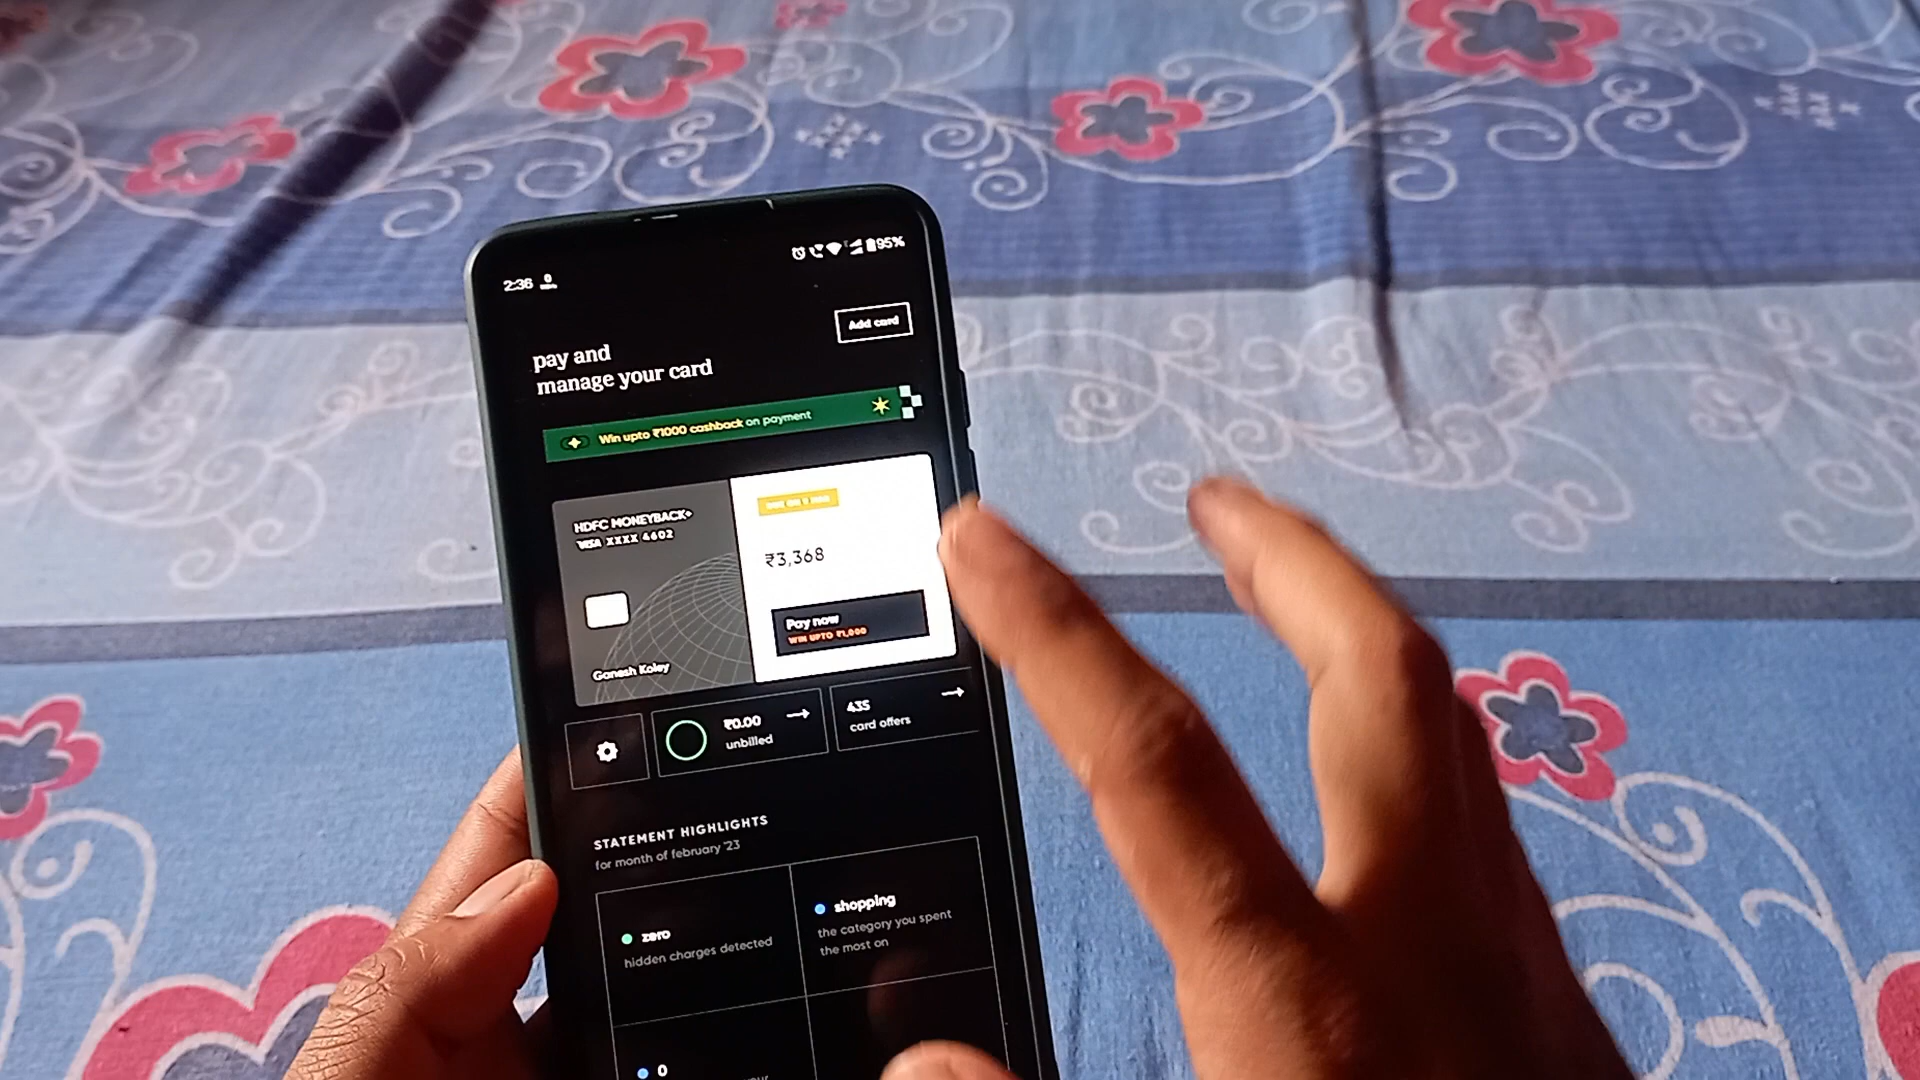 2:36
95%
Add card
pay and
manage your card
Win upto ₹1000 cashback on payment
HDFC MONEYBACK+
VISA XXXX 4602
₹3,368
Pay now
WIN UPTO ₹1,000
Ganesh Koley
₹0.00
unbilled
435
card offers
STATEMENT HIGHLIGHTS
for month of february '23
zero
hidden charges detected
shopping
the category you spent
the most on
0